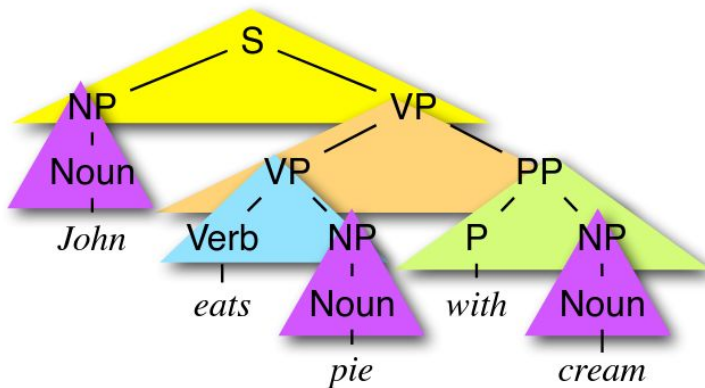 S
NP VP
Noun VP PP
John Verb NP P NP
eats Noun with Noun
pie cream